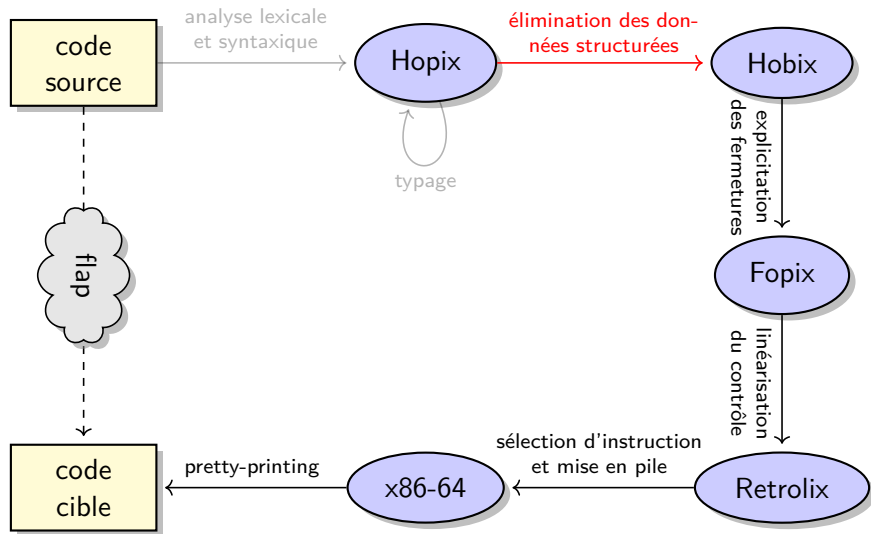 code
source
analyse lexicale
et syntaxique
Hopix
typage
élimination des don-
nées structurées
Hobix
explicitation
des fermetures
flap
Fopix
linéarisation
du contrôle
code
cible
pretty-printing
x86-64
sélection d'instruction
et mise en pile
Retrolix